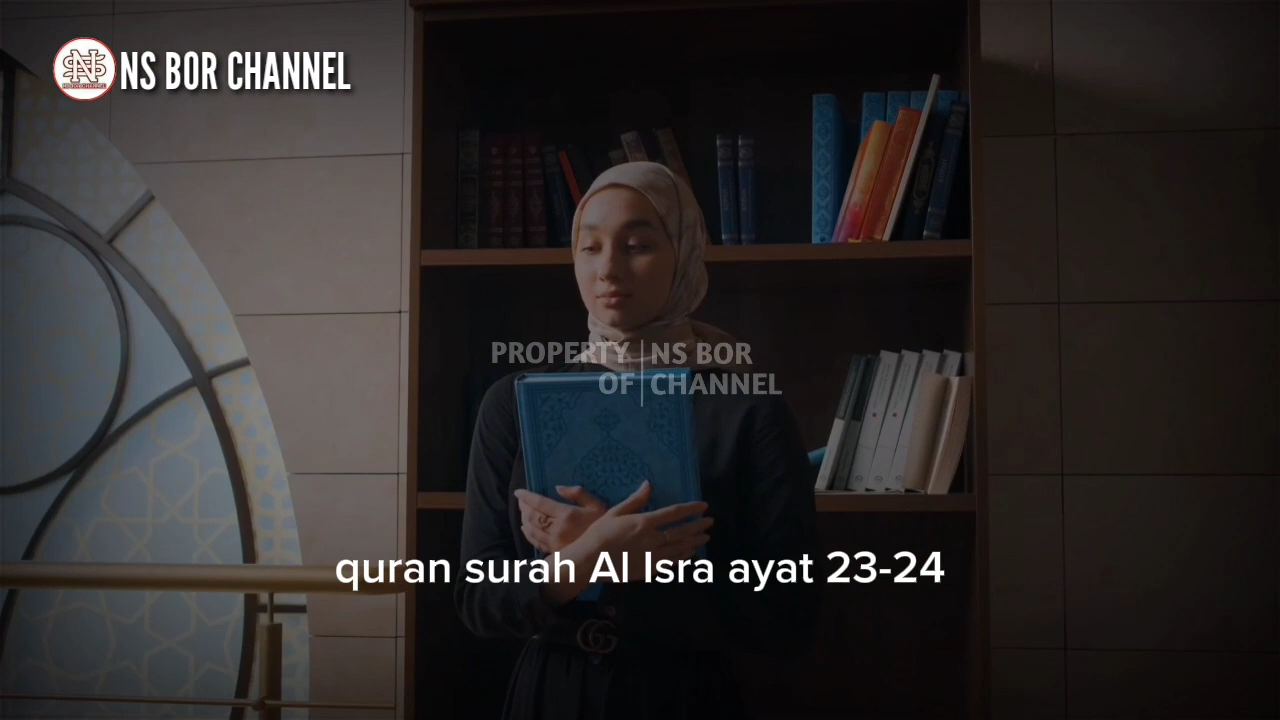 NS BOR CHANNEL
PROPERTY OF NS BOR CHANNEL
quran surah Al Isra ayat 23-24